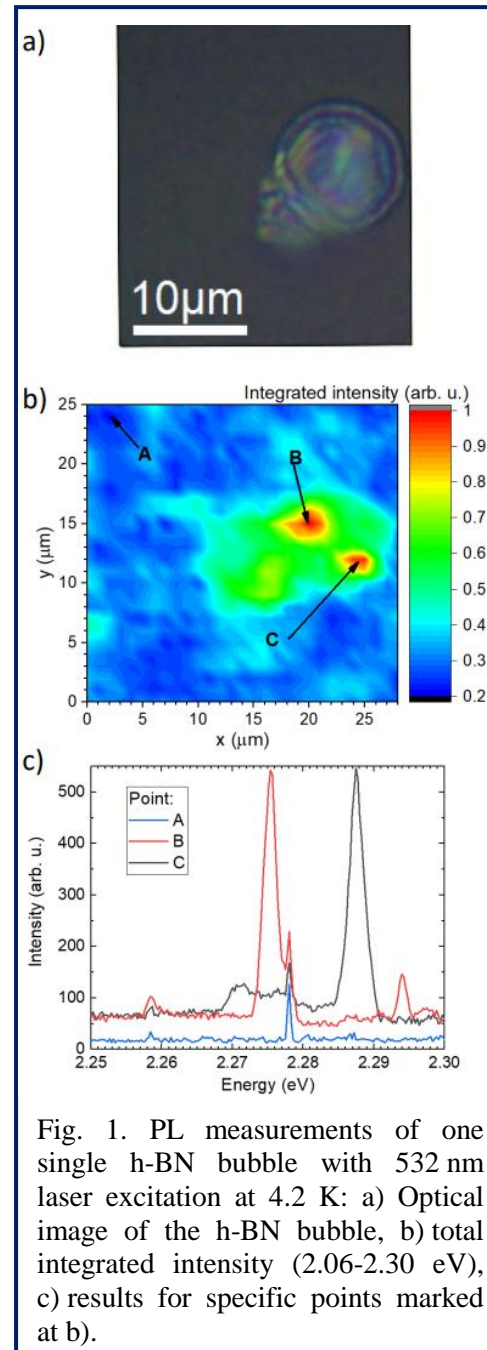 a)
10μm
b)
Integrated intensity (arb. u.)
25
20
15
10
5
0
y (μm)
0 5 10 15 20 25
x (μm)
A
B
C
1
0.9
0.8
0.7
0.6
0.5
0.4
0.3
0.2
c)
500
400
300
200
100
0
Intensity (arb. u.)
Point:
A
B
C
2.25 2.26 2.27 2.28 2.29 2.30
Energy (eV)
Fig. 1. PL measurements of one
single h-BN bubble with 532 nm
laser excitation at 4.2 K: a) Optical
image of the h-BN bubble, b) total
integrated intensity (2.06-2.30 eV),
c) results for specific points marked
at b).